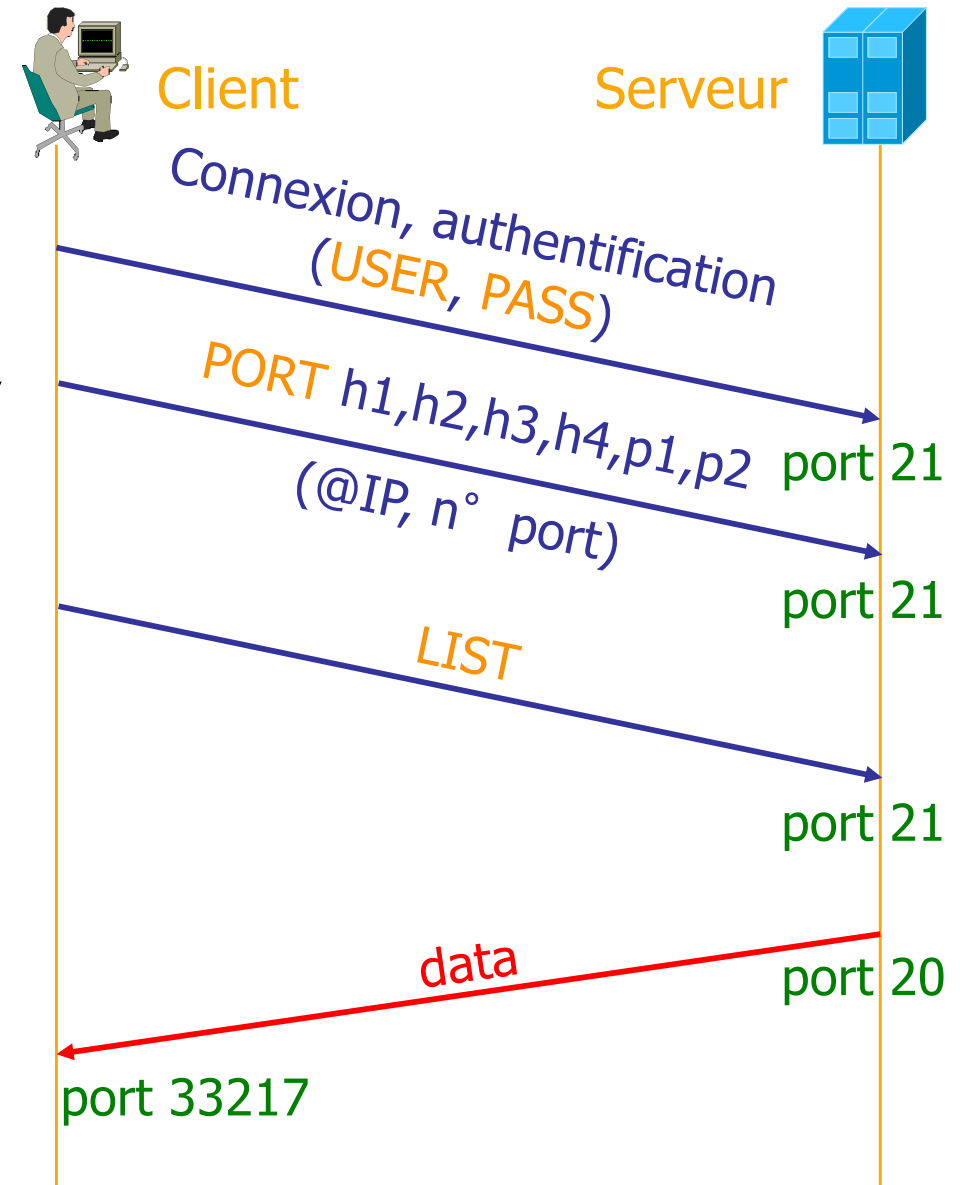 Client
Serveur
Connexion, authentification
(USER, PASS)
PORT h1,h2,h3,h4,p1,p2
port 21
(@IP, n° port)
port 21
LIST
port 21
data
port 20
port 33217